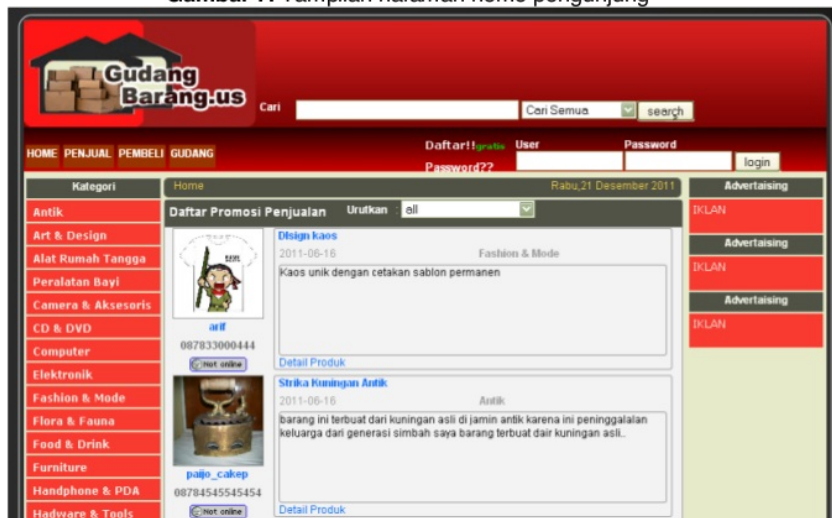 Gambar 1. Tampilan halaman home pengunjung
Gudang
Barang.us
Cari
Cari Semua
search
HOME PENJUAL PEMBELI GUDANG
Daftar!!gratis User Password
Password??
login
Kategori
Antik
Art & Design
Alat Rumah Tangga
Peralatan Bayi
Camera & Aksesoris
CD & DVD
Computer
Elektronik
Fashion & Mode
Flora & Fauna
Food & Drink
Furniture
Handphone & PDA
Hadware & Tools
Home
Rabu,21 Desember 2011
Daftar Promosi Penjualan Urutkan : all
DIsign kaos
2011-06-16 Fashion & Mode
Kaos unik dengan cetakan sablon permanen
arif
087833000444
Not online
Detail Produk
Strika Kuningan Antik
2011-06-16 Antik
barang ini terbuat dari kuningan asli di jamin antik karena ini peninggalalan
keluarga dari generasi simbah saya barang terbuat dair kuningan asli..
paijo_cakep
08784545545454
Not online
Detail Produk
Advertaising
IKLAN
Advertaising
IKLAN
Advertaising
IKLAN